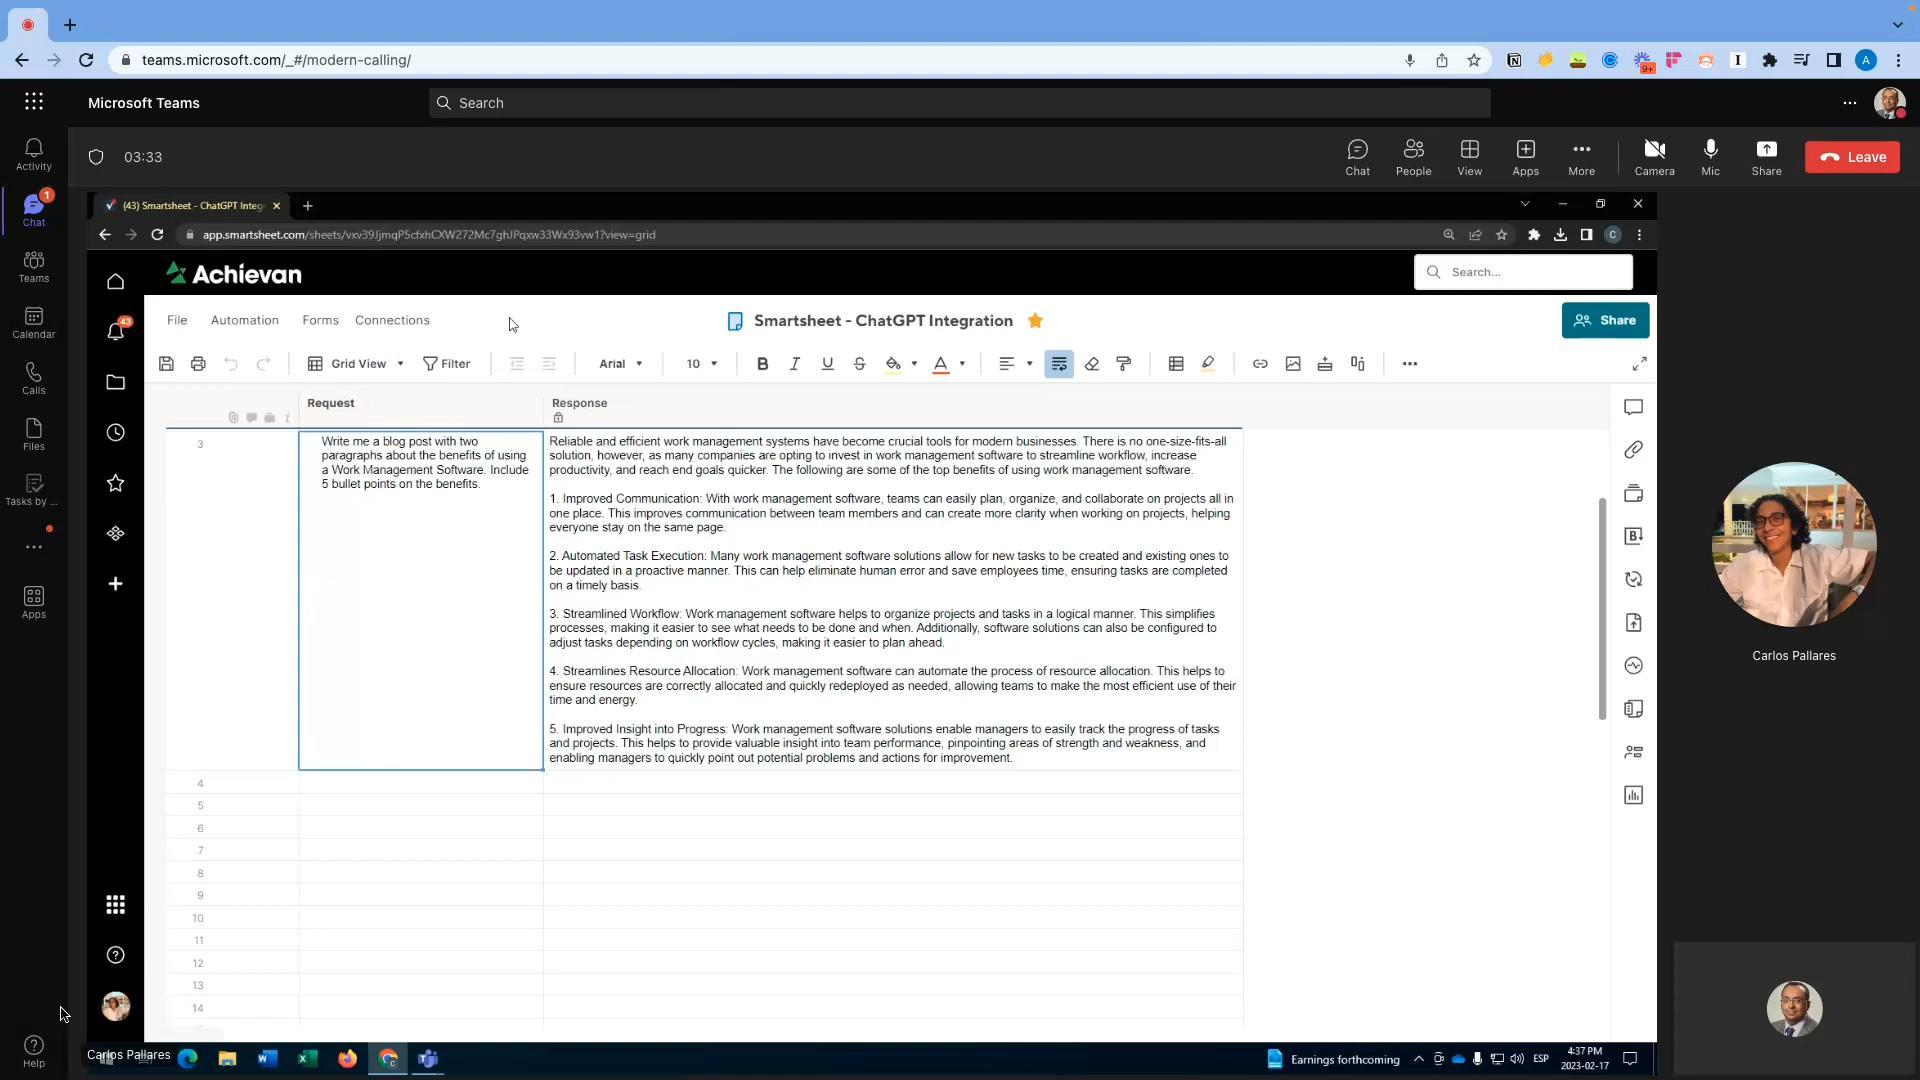 teams.microsoft.com/_#/modern-calling/
9+
A
Microsoft Teams
Search
Activity
03:33
Chat
People
View
Apps
More
Camera
Mic
Share
Leave
1
Chat
Teams
Calendar
Calls
Files
Tasks by ...
Apps
Help
(43) Smartsheet - ChatGPT Integ
app.smartsheet.com/sheets/vxv39JjmqP5cfxhCXW272Mc7ghJPqxw33Wx93vw1?view=grid
C
Achievan
Search...
43
File
Automation
Forms
Connections
Smartsheet - ChatGPT Integration
Share
Grid View
Filter
Arial
10
B
I
U
S
A
Request
Response
3
Write me a blog post with two
paragraphs about the benefits of using
a Work Management Software. Include
5 bullet points on the benefits.
Reliable and efficient work management systems have become crucial tools for modern businesses. There is no one-size-fits-all
solution, however, as many companies are opting to invest in work management software to streamline workflow, increase
productivity, and reach end goals quicker. The following are some of the top benefits of using work management software.
1. Improved Communication: With work management software, teams can easily plan, organize, and collaborate on projects all in
one place. This improves communication between team members and can create more clarity when working on projects, helping
everyone stay on the same page.
2. Automated Task Execution: Many work management software solutions allow for new tasks to be created and existing ones to
be updated in a proactive manner. This can help eliminate human error and save employees time, ensuring tasks are completed
on a timely basis.
3. Streamlined Workflow: Work management software helps to organize projects and tasks in a logical manner. This simplifies
processes, making it easier to see what needs to be done and when. Additionally, software solutions can also be configured to
adjust tasks depending on workflow cycles, making it easier to plan ahead.
4. Streamlines Resource Allocation: Work management software can automate the process of resource allocation. This helps to
ensure resources are correctly allocated and quickly redeployed as needed, allowing teams to make the most efficient use of their
time and energy.
5. Improved Insight into Progress: Work management software solutions enable managers to easily track the progress of tasks
and projects. This helps to provide valuable insight into team performance, pinpointing areas of strength and weakness, and
enabling managers to quickly point out potential problems and actions for improvement.
4
5
6
7
8
9
10
11
12
13
14
Carlos Pallares
Carlos Pallares
Earnings forthcoming
ESP
4:37 PM
2023-02-17